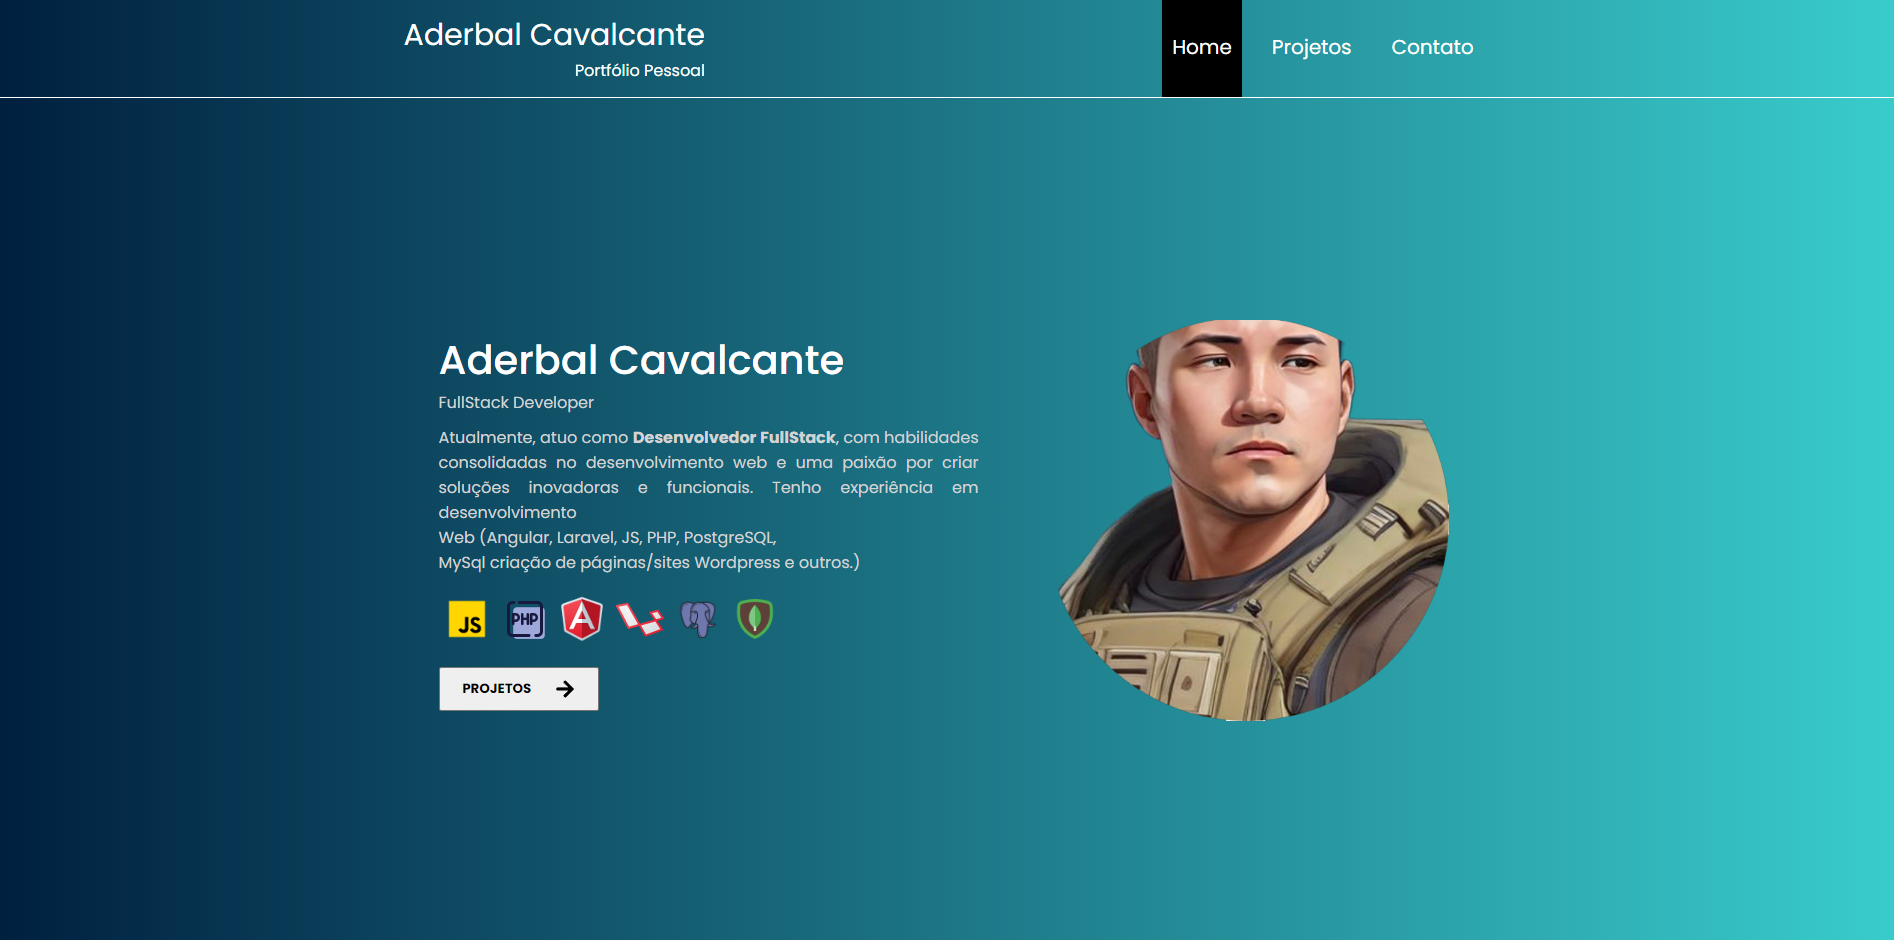 Aderbal Cavalcante
Portfólio Pessoal
Home
Projetos
Contato
Aderbal Cavalcante
FullStack Developer
Atualmente, atuo como Desenvolvedor FullStack, com habilidades
consolidadas no desenvolvimento web e uma paixão por criar
soluções inovadoras e funcionais. Tenho experiência em
desenvolvimento
Web (Angular, Laravel, JS, PHP, PostgreSQL,
MySql criação de páginas/sites Wordpress e outros.)
JS
PHP
A
PROJETOS